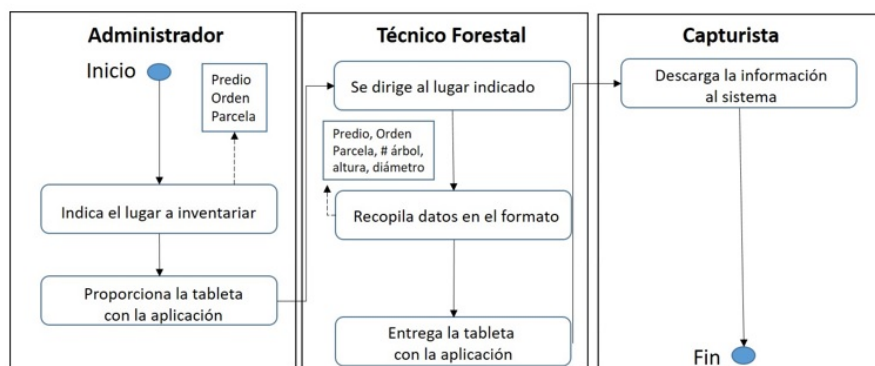 Administrador
Inicio
Predio
Orden
Parcela
Indica el lugar a inventariar
Proporciona la tableta
con la aplicación
Técnico Forestal
Se dirige al lugar indicado
Predio, Orden
Parcela, # árbol,
altura, diámetro
Recopila datos en el formato
Entrega la tableta
con la aplicación
Capturista
Descarga la información
al sistema
Fin